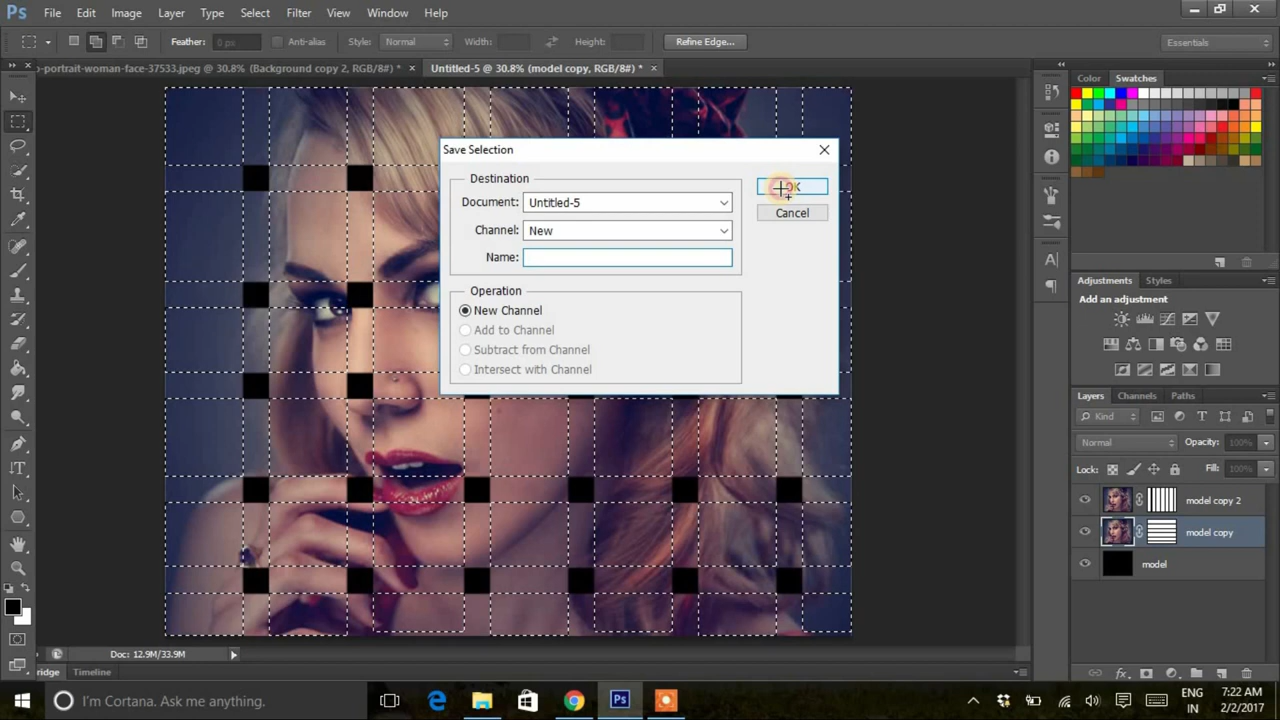 Ps File Edit Image Layer Type Select Filter View Window Help
Feather: 0 px Anti-alias Style: Normal Width: Height: Refine Edge... Essentials
o-portrait-woman-face-37533.jpeg @ 30.8% (Background copy 2, RGB/8#) * × Untitled-5 @ 30.8% (model copy, RGB/8#) * ×
Color Swatches
Save Selection
Destination
Document: Untitled-5
Channel: New
Name:
OK
Cancel
Operation
New Channel
Add to Channel
Subtract from Channel
Intersect with Channel
Adjustments Styles
Add an adjustment
Layers Channels Paths
Kind
Normal Opacity: 100%
Lock: Fill: 100%
model copy 2
model copy
model
Doc: 12.9M/33.9M
ridge Timeline
I'm Cortana. Ask me anything.
ENG
IN
7:22 AM
2/2/2017